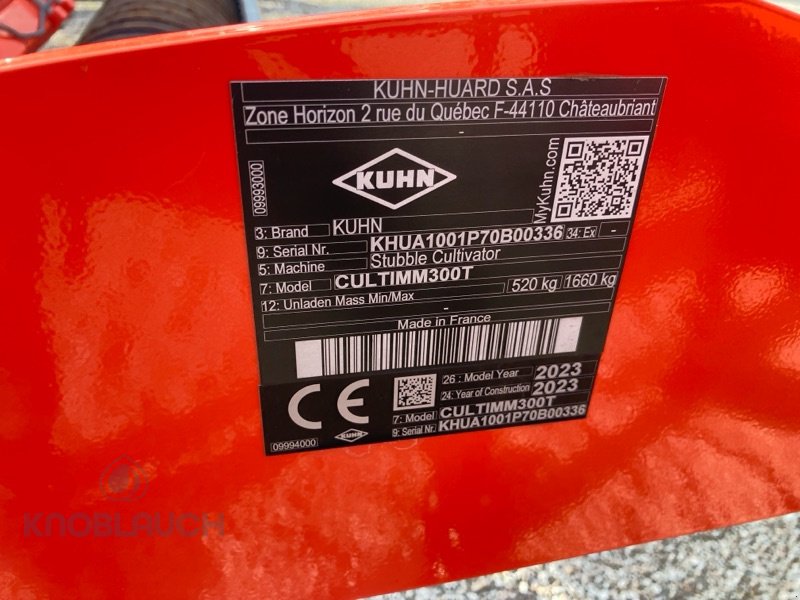 KUHN-HUARD S.A.S
Zone Horizon 2 rue du Québec F-44110 Châteaubriant
-
09993000
KUHN
MyKuhn.com
3: Brand KUHN
9: Serial Nr. KHUA1001P70B00336 34: Ex -
5: Machine Stubble Cultivator
7: Model CULTIMM300T
12: Unladen Mass Min/Max 520 kg 1660 kg
Made in France
26 : Model Year 2023
24: Year of Construction 2023
7: Model CULTIMM300T
9: Serial Nr. KHUA1001P70B00336
CE
KUHN
09994000
KNOBLAUCH